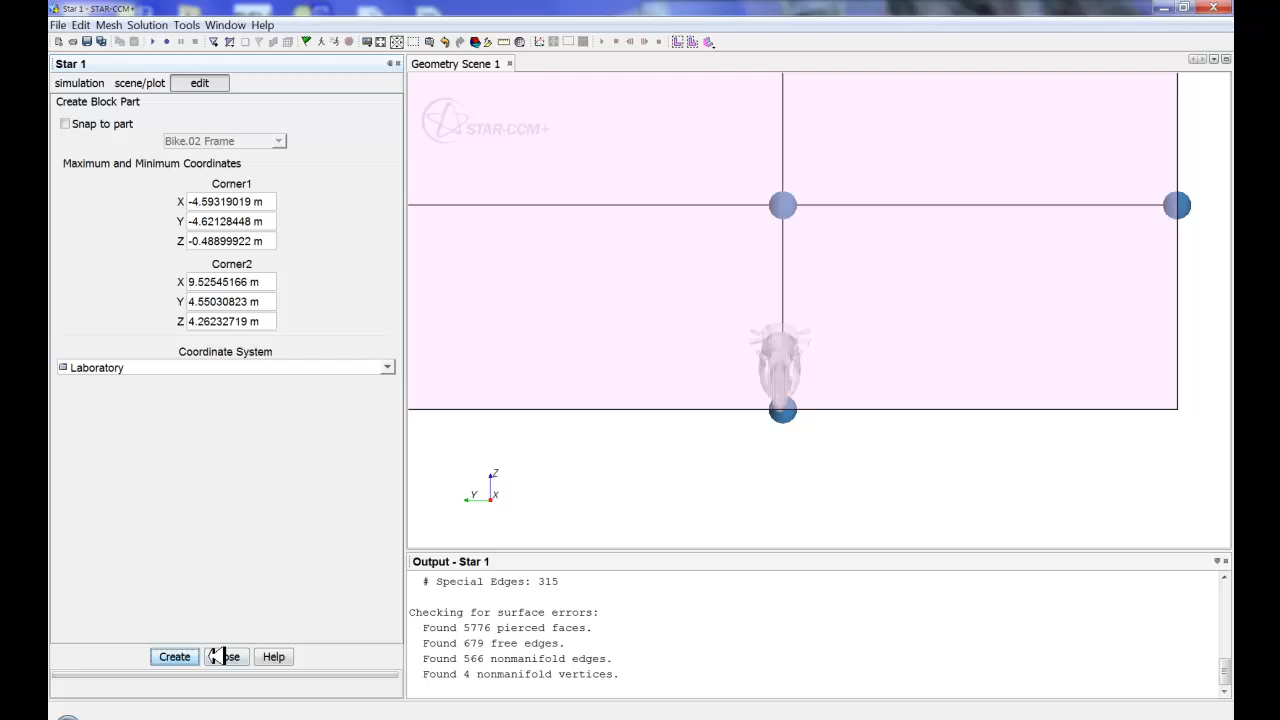 Star 1 - STAR-CCM+
File Edit Mesh Solution Tools Window Help
Star 1
simulation scene/plot edit
Create Block Part
Snap to part
Bike.02 Frame
Maximum and Minimum Coordinates
Corner1
X -4.59319019 m
Y -4.62128448 m
Z -0.48899922 m
Corner2
X 9.52545166 m
Y 4.55030823 m
Z 4.26232719 m
Coordinate System
Laboratory
Create Help
Geometry Scene 1
STAR-CCM+
Z
Y X
Output - Star 1
# Special Edges: 315
Checking for surface errors:
Found 5776 pierced faces.
Found 679 free edges.
Found 566 nonmanifold edges.
Found 4 nonmanifold vertices.